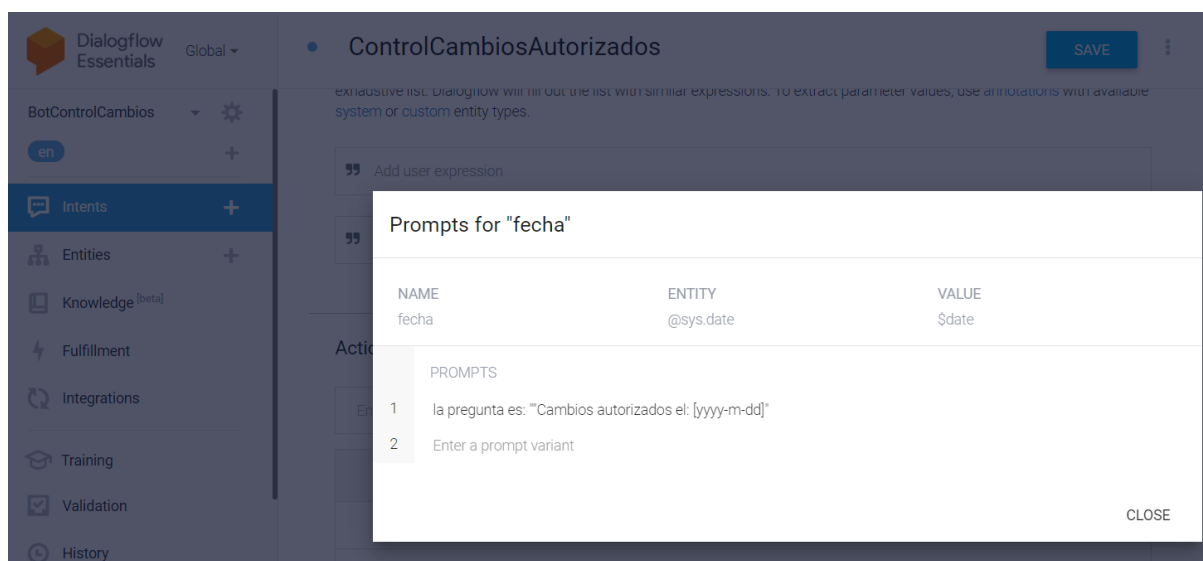 Dialogflow
Essentials
Global
ControlCambiosAutorizados
SAVE
exhaustive list. Dialogflow will fill out the list with similar expressions. To extract parameter values, use annotations with available
system or custom entity types.
BotControlCambios
en
Add user expression
Intents
Entities
Knowledge [beta]
Fulfillment
Integrations
Training
Validation
History
Actio
En
Prompts for "fecha"
NAME ENTITY VALUE
fecha @sys.date $date
PROMPTS
1 la pregunta es: ""Cambios autorizados el: [yyyy-m-dd]"
2 Enter a prompt variant
CLOSE